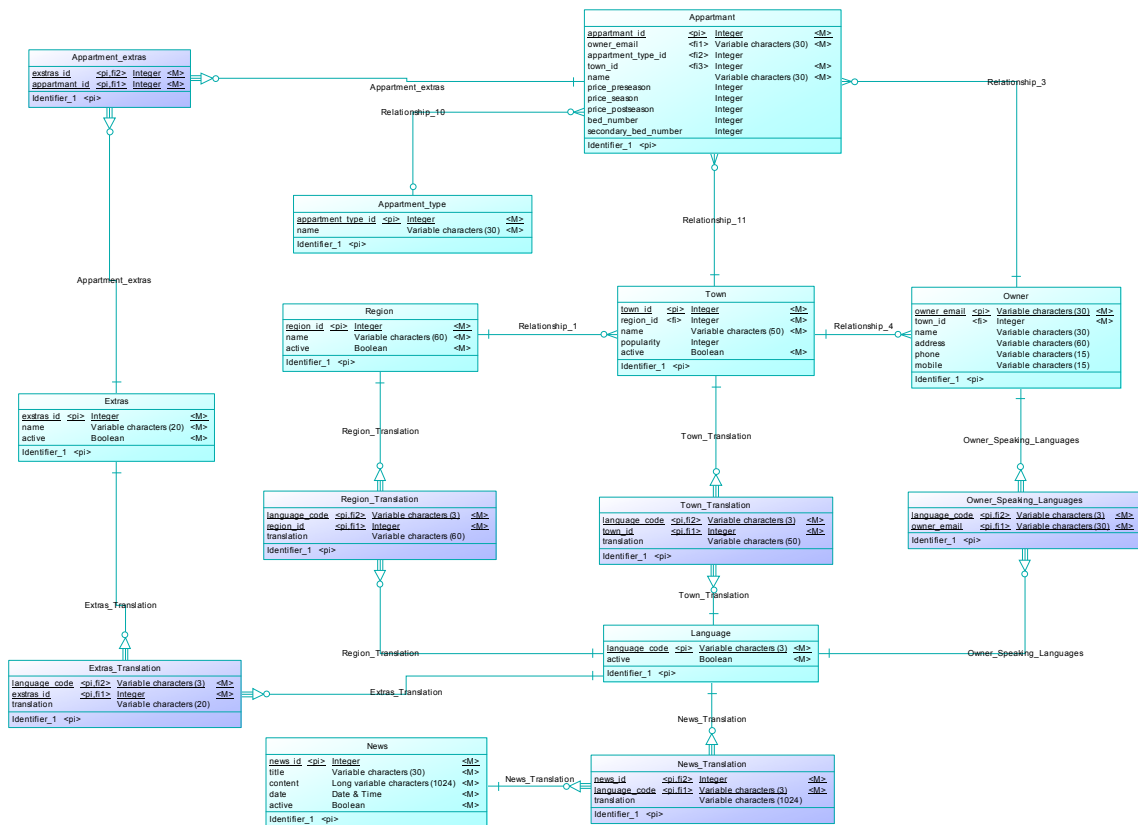 Appartmant
appartmant_id <pi> Integer <M>
owner_email <fi1> Variable characters (30) <M>
appartment_type_id <fi2> Integer
town_id <fi3> Integer <M>
name Variable characters (30) <M>
price_preseason Integer
price_season Integer
price_postseason Integer
bed_number Integer
secondary_bed_number Integer
Identifier_1 <pi>
Appartment_extras
exstras_id <pi,fi2> Integer <M>
appartmant_id <pi,fi1> Integer <M>
Identifier_1 <pi>
Appartment_extras
Relationship_3
Relationship_10
Appartment_type
appartment_type_id <pi> Integer <M>
name Variable characters (30) <M>
Identifier_1 <pi>
Relationship_11
Appartment_extras
Region
region_id <pi> Integer <M>
name Variable characters (60) <M>
active Boolean <M>
Identifier_1 <pi>
Relationship_1
Town
town_id <pi> Integer <M>
region_id <fi> Integer <M>
name Variable characters (50) <M>
popularity Integer
active Boolean <M>
Identifier_1 <pi>
Relationship_4
Owner
owner_email <pi> Variable characters (30) <M>
town_id <fi> Integer <M>
name Variable characters (30)
address Variable characters (60)
phone Variable characters (15)
mobile Variable characters (15)
Identifier_1 <pi>
Extras
exstras_id <pi> Integer <M>
name Variable characters (20) <M>
active Boolean <M>
Identifier_1 <pi>
Region_Translation
Town_Translation
Owner_Speaking_Languages
Region_Translation
language_code <pi,fi2> Variable characters (3) <M>
region_id <pi,fi1> Integer <M>
translation Variable characters (60)
Identifier_1 <pi>
Town_Translation
language_code <pi,fi2> Variable characters (3) <M>
town_id <pi,fi1> Integer <M>
translation Variable characters (50)
Identifier_1 <pi>
Owner_Speaking_Languages
language_code <pi,fi2> Variable characters (3) <M>
owner_email <pi,fi1> Variable characters (30) <M>
Identifier_1 <pi>
Extras_Translation
Town_Translation
Language
language_code <pi> Variable characters (3) <M>
active Boolean <M>
Identifier_1 <pi>
Region_Translation
Owner_Speaking_Languages
Extras_Translation
language_code <pi,fi2> Variable characters (3) <M>
exstras_id <pi,fi1> Integer <M>
translation Variable characters (20)
Identifier_1 <pi>
Extras_Translation
News_Translation
News
news_id <pi> Integer <M>
title Variable characters (30) <M>
content Long variable characters (1024) <M>
date Date & Time <M>
active Boolean <M>
Identifier_1 <pi>
News_Translation
News_Translation
news_id <pi,fi2> Integer <M>
language_code <pi,fi1> Variable characters (3) <M>
translation Variable characters (1024)
Identifier_1 <pi>